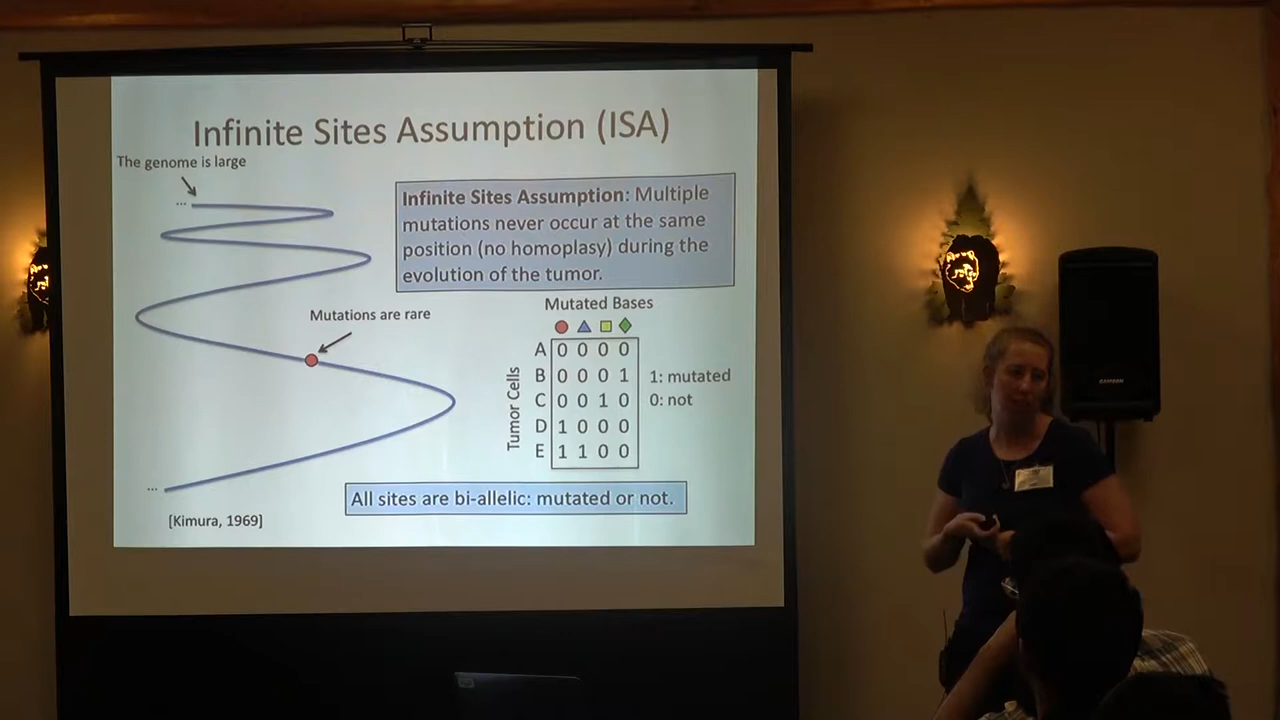 Infinite Sites Assumption (ISA)
The genome is large
...
Infinite Sites Assumption: Multiple
mutations never occur at the same
position (no homoplasy) during the
evolution of the tumor.
Mutations are rare
Mutated Bases
Tumor Cells
A 0 0 0 0
B 0 0 0 1
C 0 0 1 0
D 1 0 0 0
E 1 1 0 0
1: mutated
0: not
...
All sites are bi-allelic: mutated or not.
[Kimura, 1969]
SAMSON